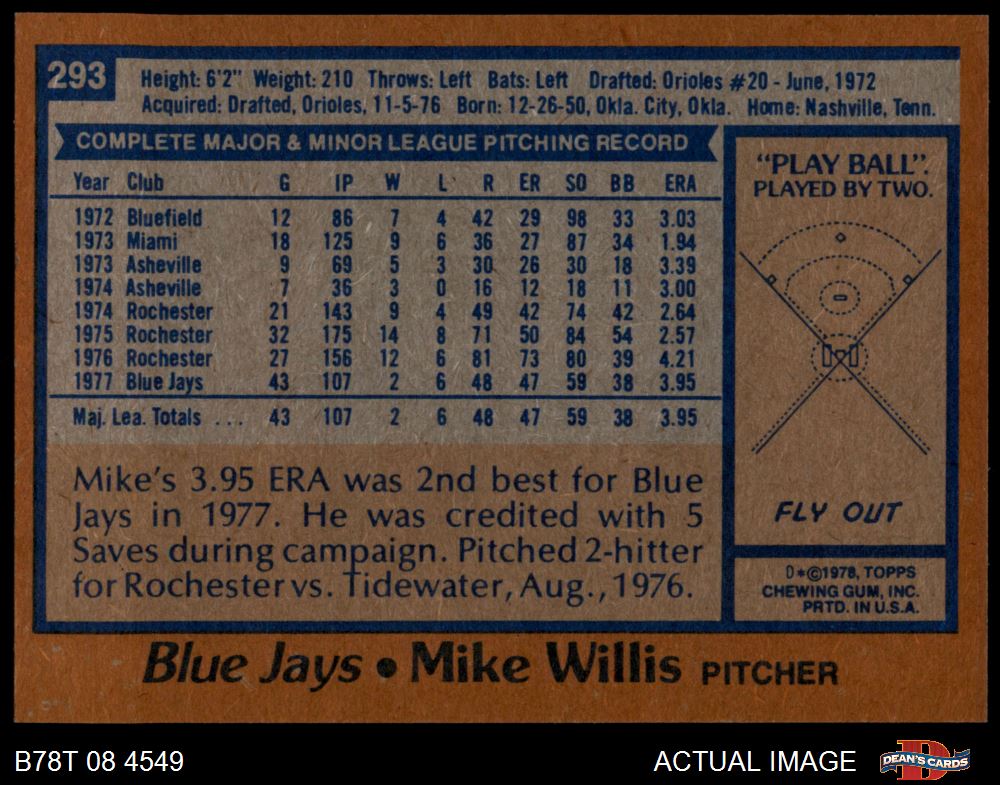 293
Height: 6'2" Weight: 210 Throws: Left Bats: Left Drafted: Orioles #20 - June, 1972
Acquired: Drafted, Orioles, 11-5-76 Born: 12-26-50, Okla. City, Okla. Home: Nashville, Tenn.
COMPLETE MAJOR & MINOR LEAGUE PITCHING RECORD
Year Club G IP W L R ER SO BB ERA
1972 Bluefield 12 86 7 4 42 29 98 33 3.03
1973 Miami 18 125 9 6 36 27 87 34 1.94
1973 Asheville 9 69 5 3 30 26 30 18 3.39
1974 Asheville 7 36 3 0 16 12 18 11 3.00
1974 Rochester 21 143 9 4 49 42 74 42 2.64
1975 Rochester 32 175 14 8 71 50 84 54 2.57
1976 Rochester 27 156 12 6 81 73 80 39 4.21
1977 Blue Jays 43 107 2 6 48 47 59 38 3.95
Maj. Lea. Totals ... 43 107 2 6 48 47 59 38 3.95
Mike's 3.95 ERA was 2nd best for Blue
Jays in 1977. He was credited with 5
Saves during campaign. Pitched 2-hitter
for Rochester vs. Tidewater, Aug., 1976.
"PLAY BALL".
PLAYED BY TWO.
FLY OUT
D*©1978, TOPPS
CHEWING GUM, INC.
PRTD. IN U.S.A.
Blue Jays • Mike Willis PITCHER
B78T 08 4549
ACTUAL IMAGE
D
DEAN'S CARDS